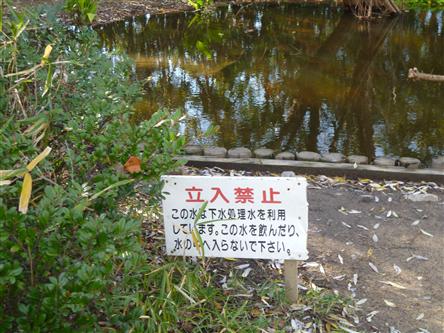 立入禁止
この水は下水処理水を利用
しています。この水を飲んだり、
水の中へ入らないで下さい。